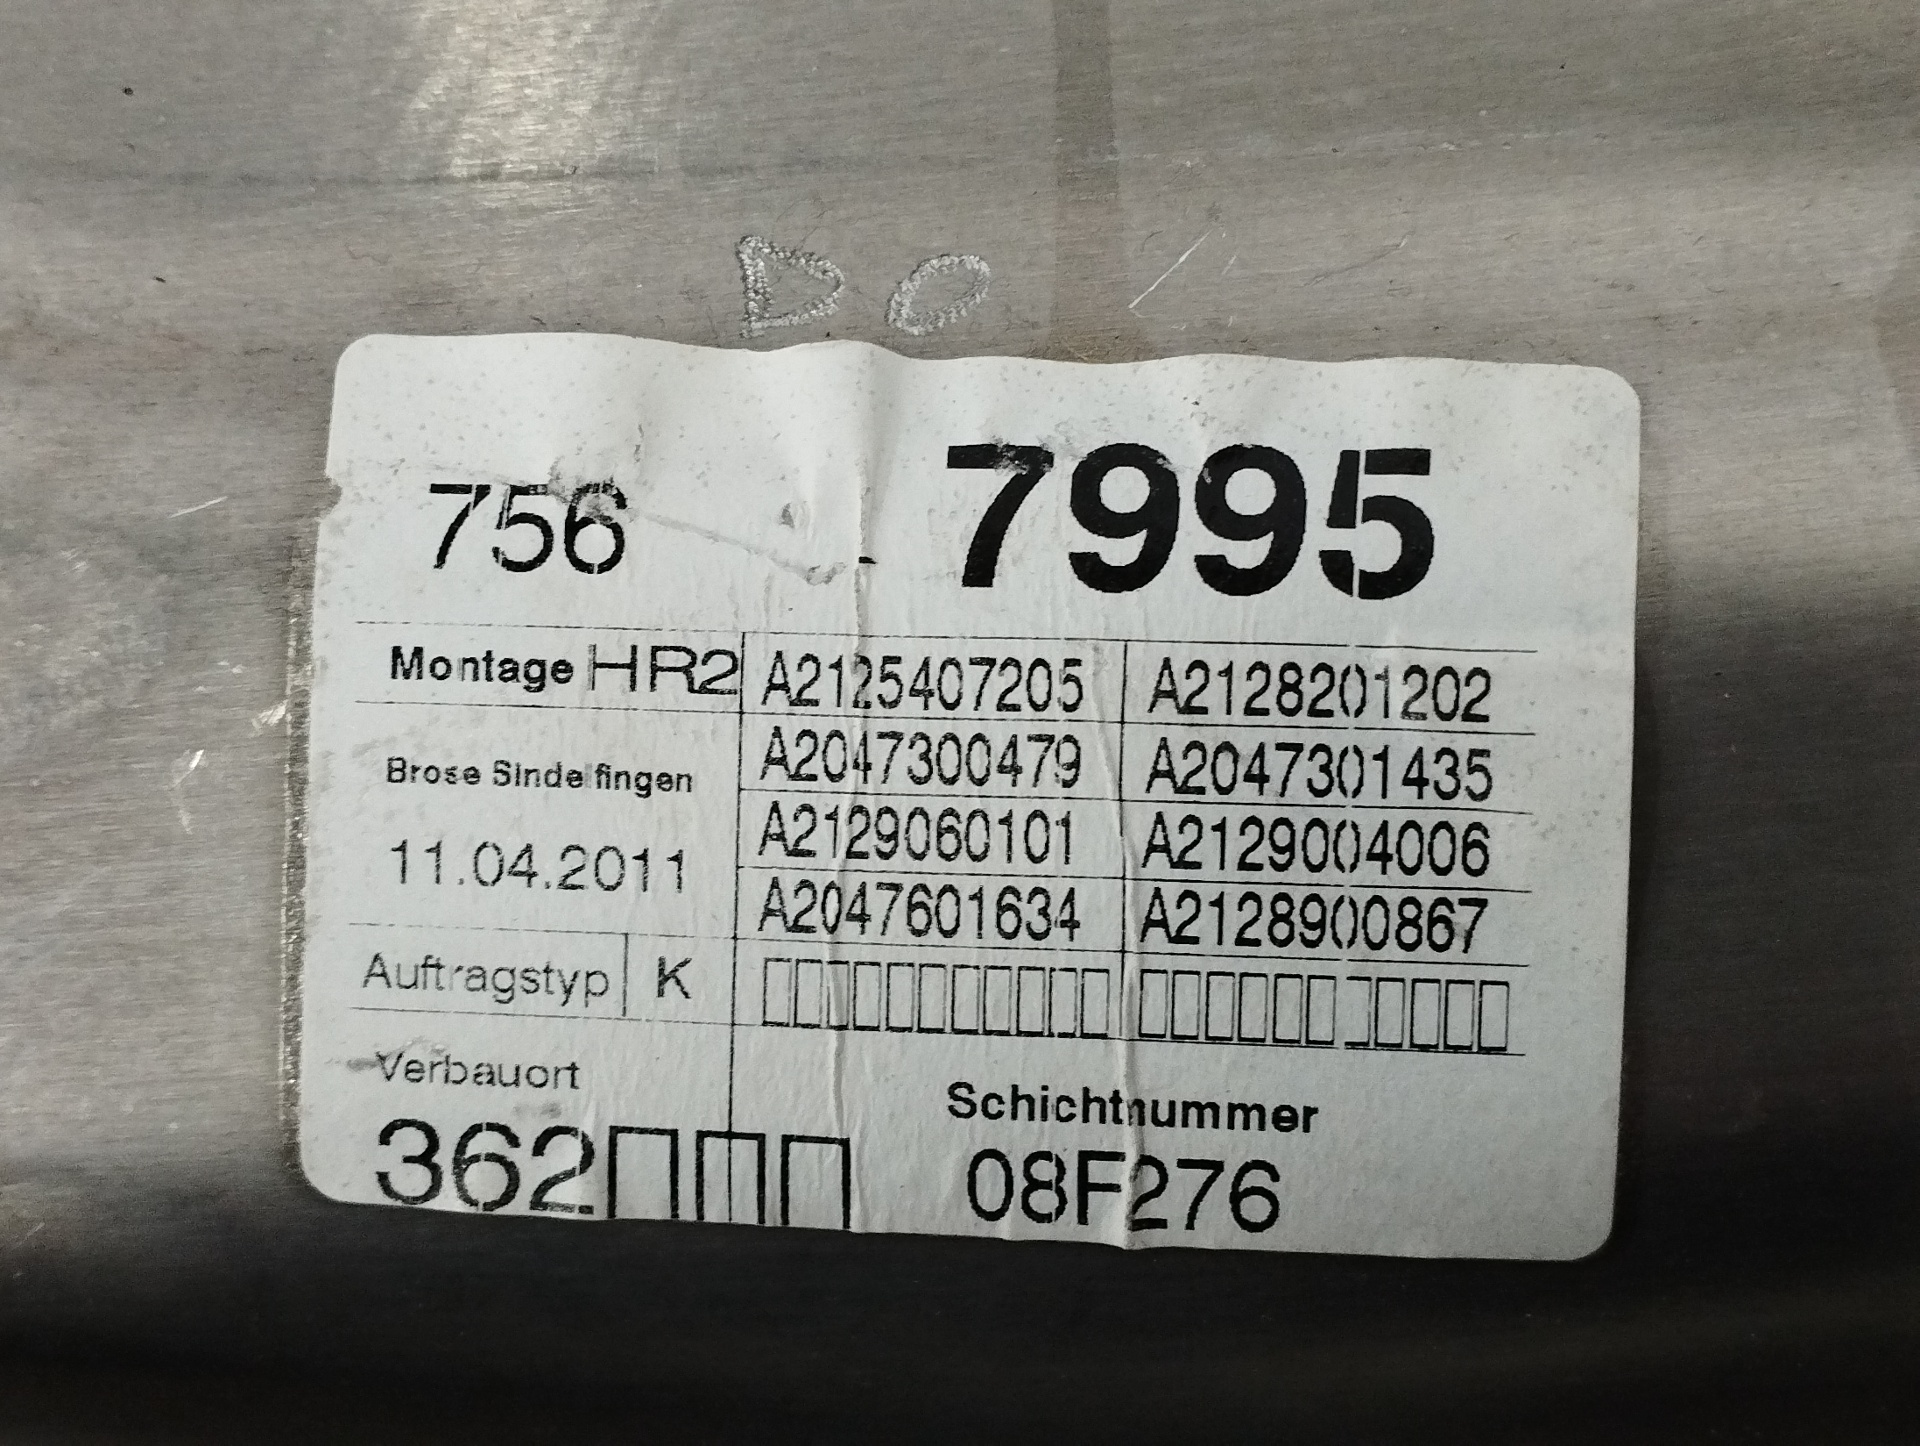 DO
756 - 7995
Montage HR2 A2125407205 A2128201202
A2047300479 A2047301435
Brose Sindelfingen
A2129060101 A2129004006
11.04.2011
A2047601634 A2128900867
Auftragstyp K
Verbauort
Schichtnummer
362
08F276